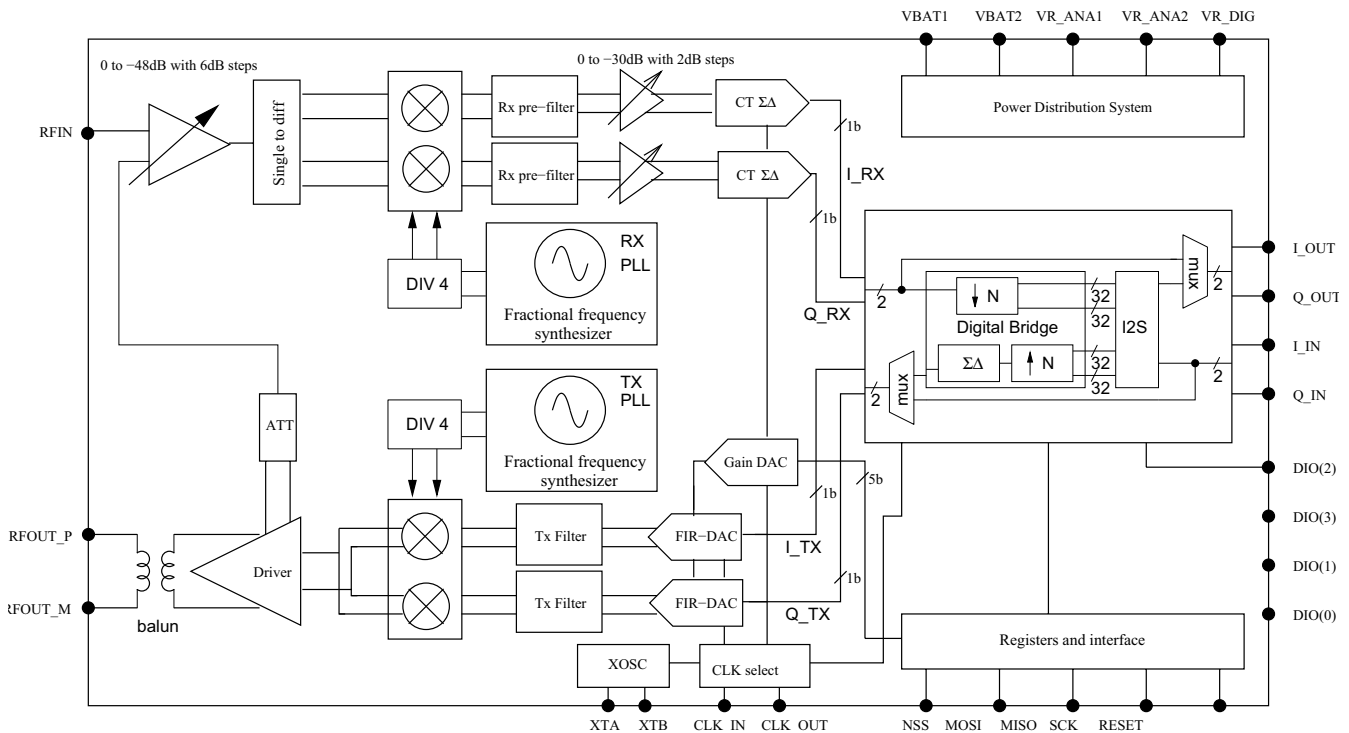 VBAT1 VBAT2 VR_ANA1 VR_ANA2 VR_DIG
0 to −48dB with 6dB steps
0 to −30dB with 2dB steps
Power Distribution System
RFIN
Single to diff
Rx pre−filter
CT ΣΔ
1b
Rx pre−filter
CT ΣΔ
1b
I_RX
Q_RX
DIV 4
RX
PLL
Fractional frequency
synthesizer
I_OUT
Q_OUT
I_IN
Q_IN
2
N
32
32
Digital Bridge
I2S
mux
2
ΣΔ
N
32
32
mux
2
2
DIV 4
TX
PLL
Fractional frequency
synthesizer
ATT
Gain DAC
5b
1b
DIO(2)
DIO(3)
DIO(1)
DIO(0)
RFOUT_P
RFOUT_M
balun
Driver
Tx Filter
FIR−DAC
I_TX
Tx Filter
FIR−DAC
1b
Q_TX
XOSC
CLK select
Registers and interface
XTA XTB CLK_IN CLK_OUT
NSS MOSI MISO SCK RESET